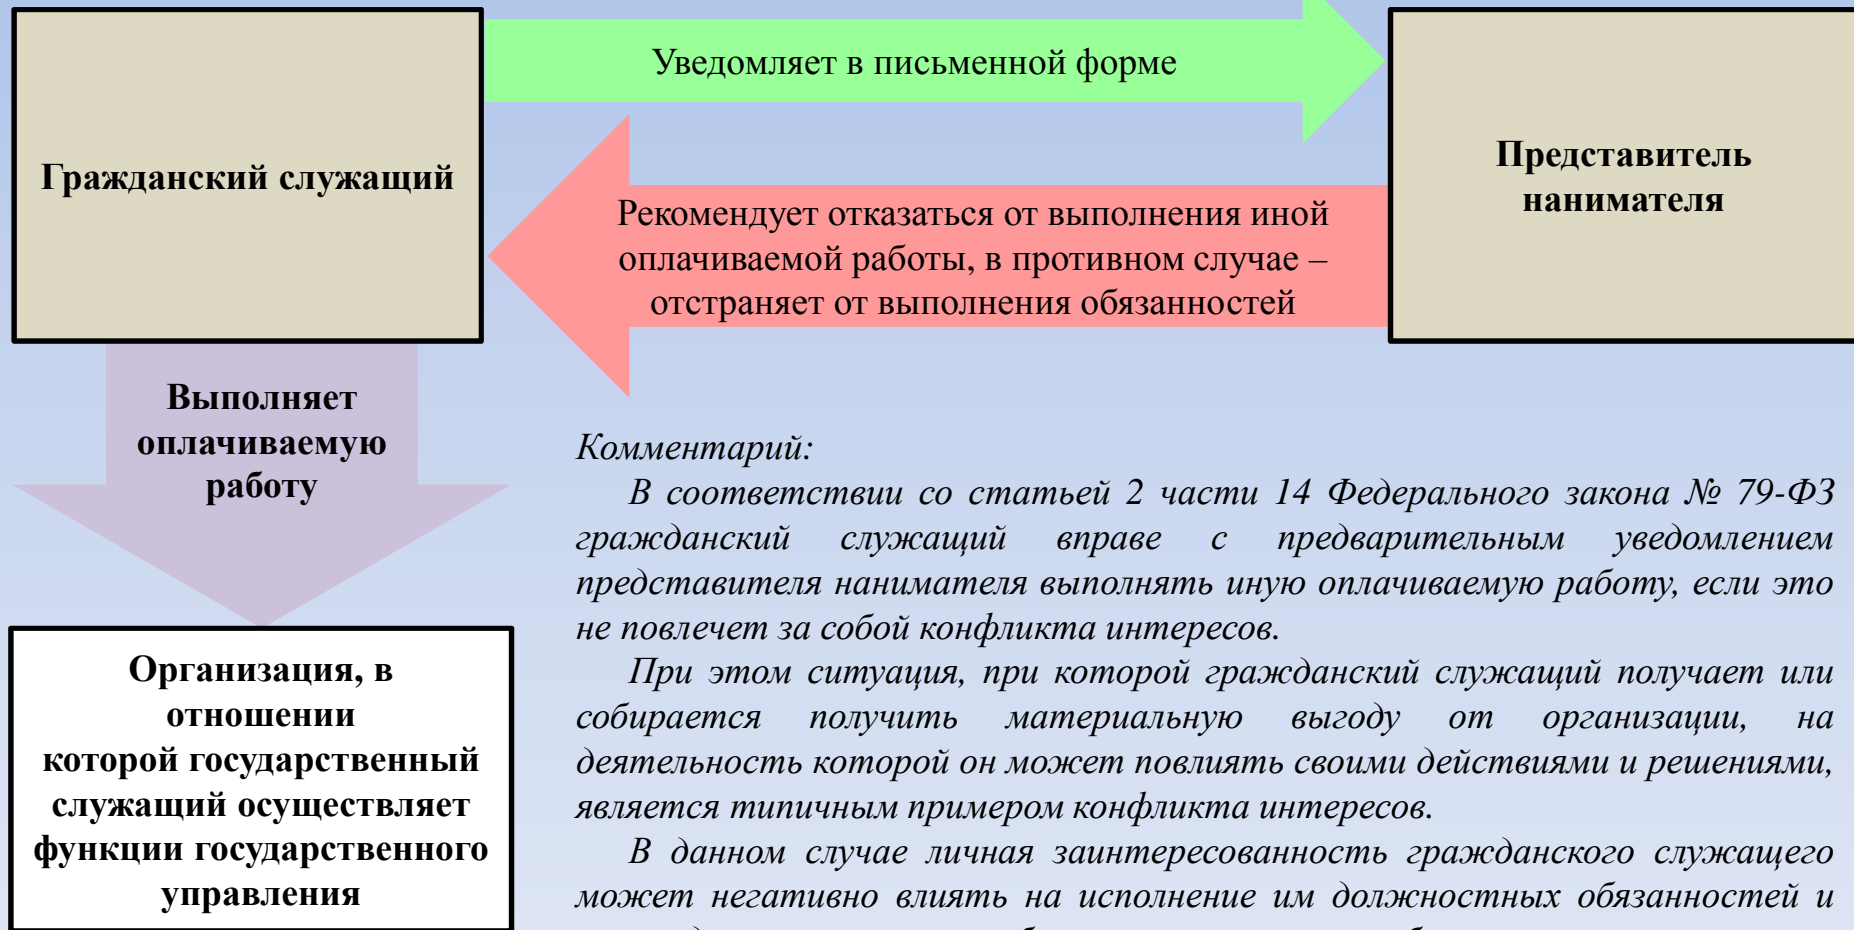 Гражданский служащий
Уведомляет в письменной форме
Представитель
нанимателя
Рекомендует отказаться от выполнения иной
оплачиваемой работы, в противном случае –
отстраняет от выполнения обязанностей
Выполняет
оплачиваемую
работу
Организация, в
отношении
которой государственный
служащий осуществляет
функции государственного
управления
Комментарий:
В соответствии со статьей 2 части 14 Федерального закона № 79-ФЗ
гражданский служащий вправе с предварительным уведомлением
представителя нанимателя выполнять иную оплачиваемую работу, если это
не повлечет за собой конфликта интересов.
При этом ситуация, при которой гражданский служащий получает или
собирается получить материальную выгоду от организации, на
деятельность которой он может повлиять своими действиями и решениями,
является типичным примером конфликта интересов.
В данном случае личная заинтересованность гражданского служащего
может негативно влиять на исполнение им должностных обязанностей и